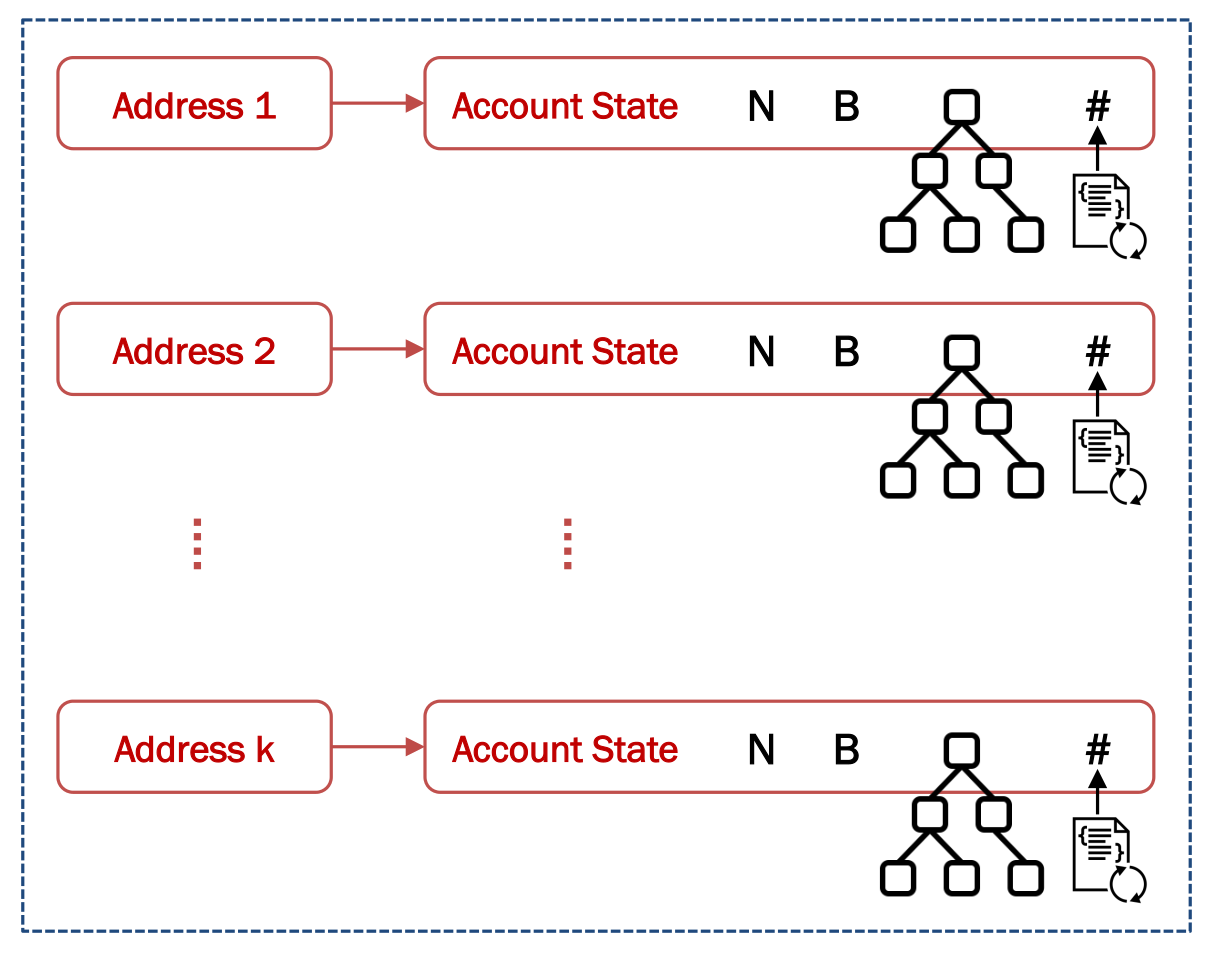 Address 1 Account State N B #
Address 2 Account State N B #
Address k Account State N B #